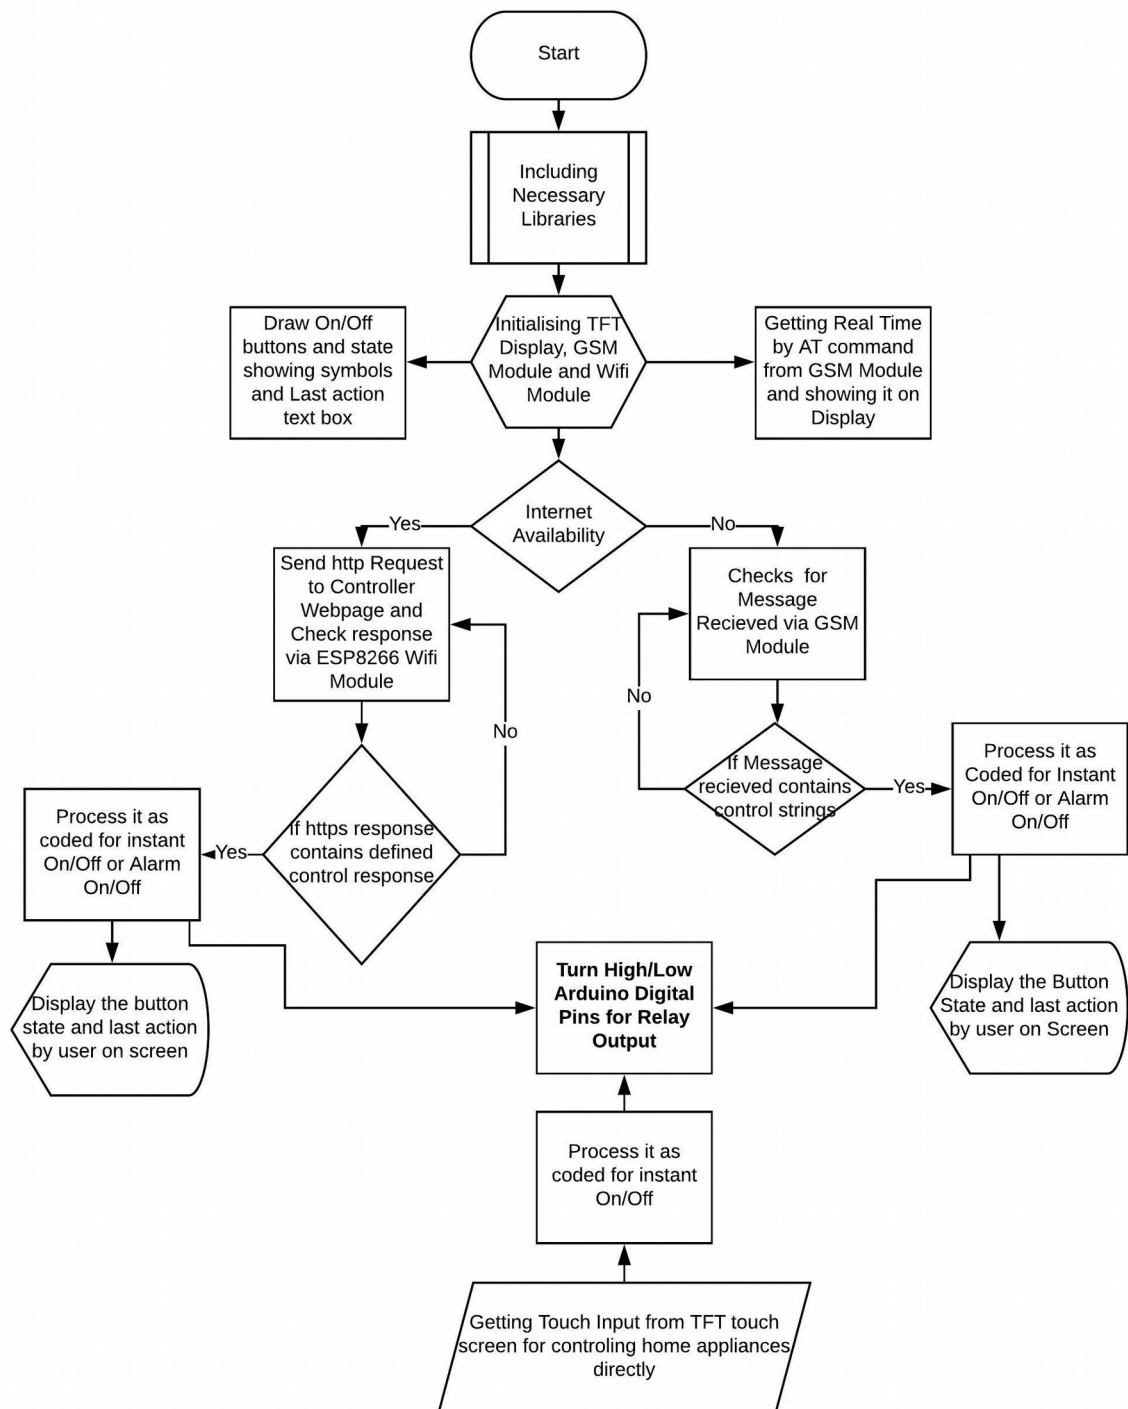 Start
Including
Necessary
Libraries
Draw On/Off
buttons and state
showing symbols
and Last action
text box
Initialising TFT
Display, GSM
Module and Wifi
Module
Getting Real Time
by AT command
from GSM Module
and showing it on
Display
Internet
Availability
Yes
No
Send http Request
to Controller
Webpage and
Check response
via ESP8266 Wifi
Module
Checks for
Message
Recieved via GSM
Module
No
No
If Message
recieved contains
control strings
Yes
Process it as
Coded for Instant
On/Off or Alarm
On/Off
Process it as
coded for instant
On/Off or Alarm
On/Off
Yes
If https response
contains defined
control response
Display the button
state and last action
by user on screen
Turn High/Low
Arduino Digital
Pins for Relay
Output
Display the Button
State and last action
by user on Screen
Process it as
coded for instant
On/Off
Getting Touch Input from TFT touch
screen for controling home appliances
directly